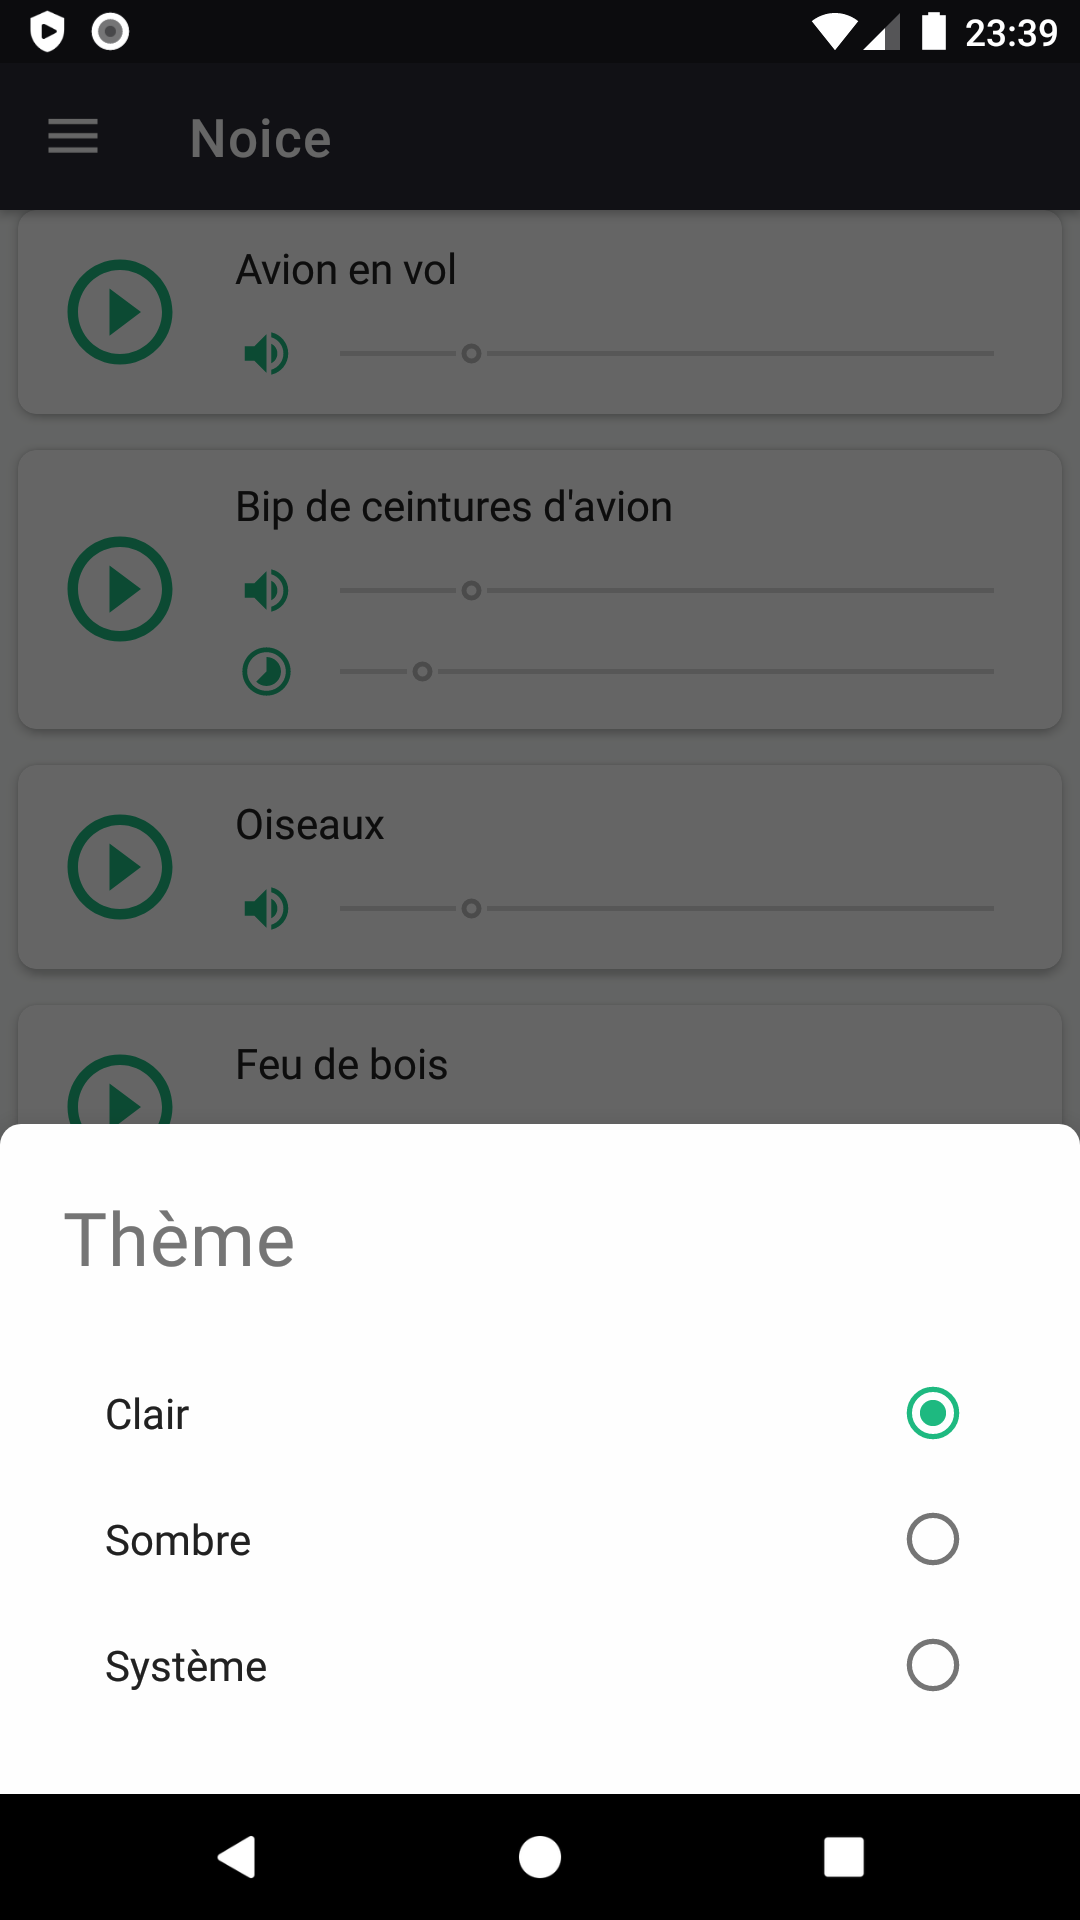 23:39
Noice
Avion en vol
Bip de ceintures d'avion
Oiseaux
Feu de bois
Thème
Clair
Sombre
Système